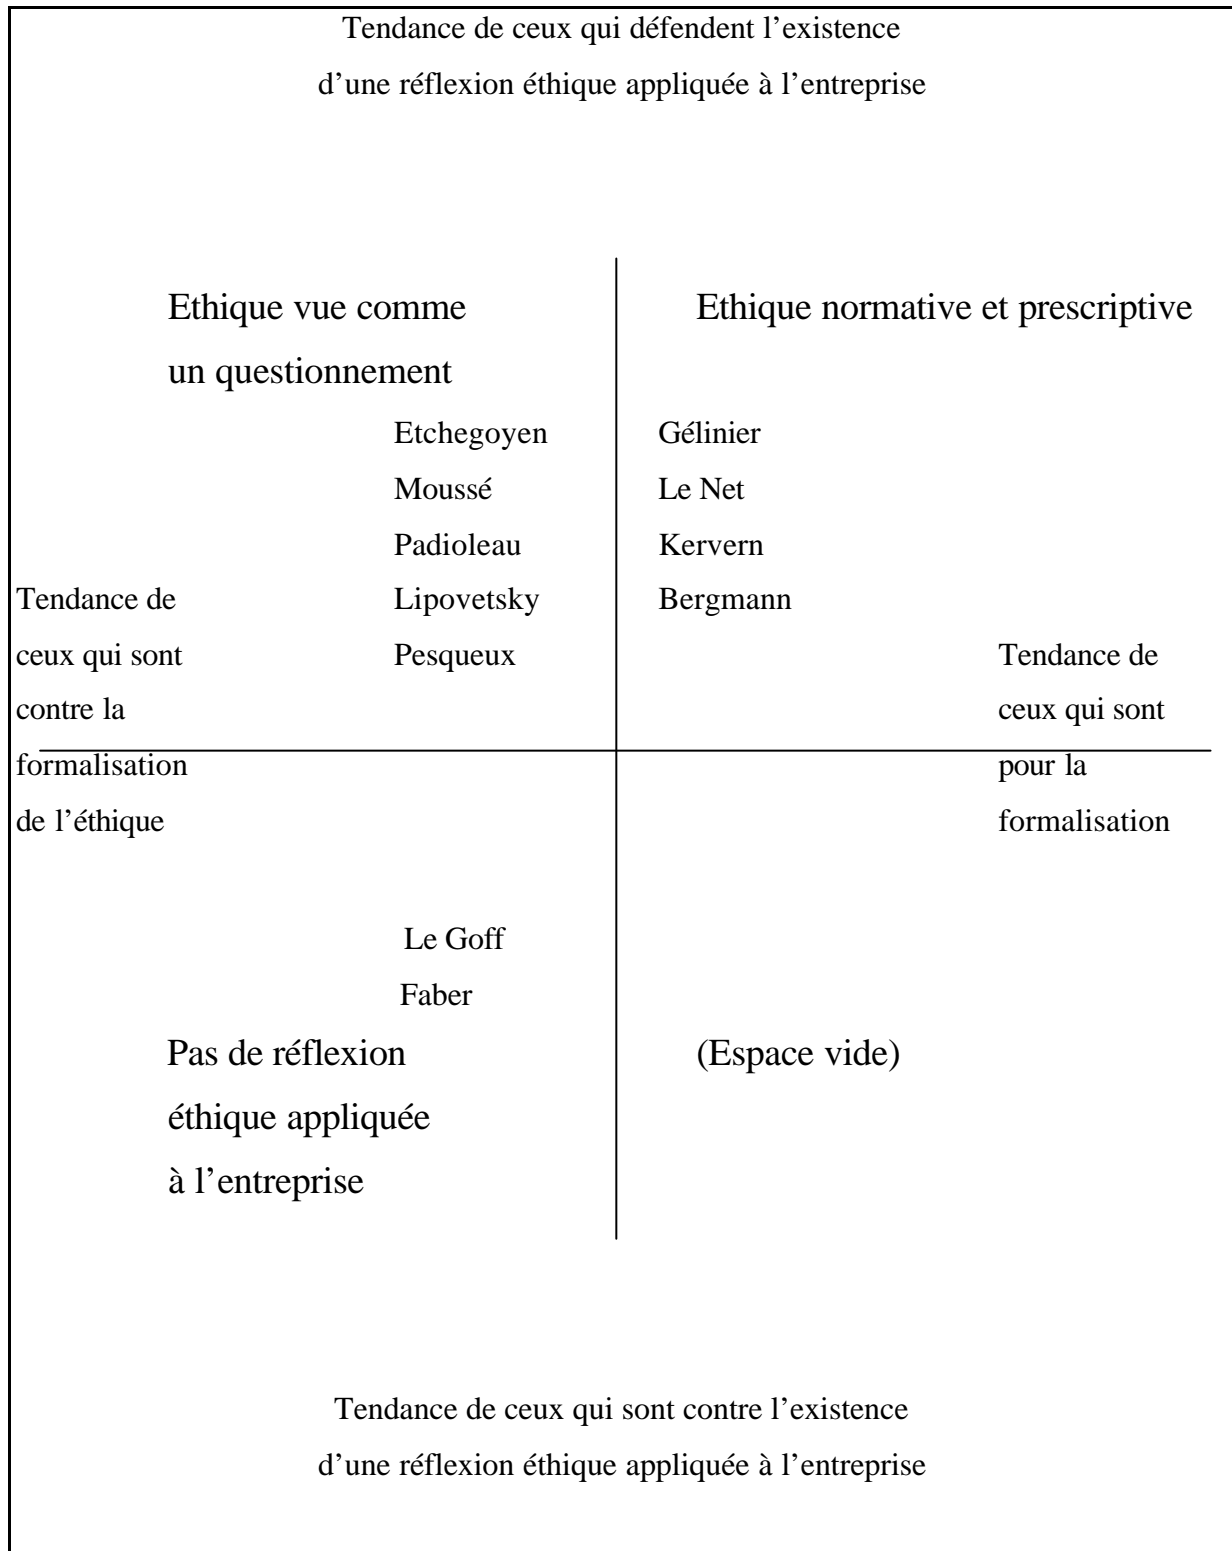 Tendance de ceux qui défendent l’existence
d’une réflexion éthique appliquée à l’entreprise
Ethique vue comme
un questionnement
Ethique normative et prescriptive
Etchegoyen
Moussé
Padioleau
Lipovetsky
Pesqueux
Gélinier
Le Net
Kervern
Bergmann
Tendance de
ceux qui sont
contre la
formalisation
de l’éthique
Tendance de
ceux qui sont
pour la
formalisation
Le Goff
Faber
Pas de réflexion
éthique appliquée
à l’entreprise
(Espace vide)
Tendance de ceux qui sont contre l’existence
d’une réflexion éthique appliquée à l’entreprise